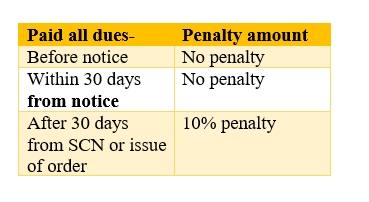 Paid all dues- Penalty amount
Before notice No penalty
Within 30 days No penalty
from notice
After 30 days 10% penalty
from SCN or issue
of order